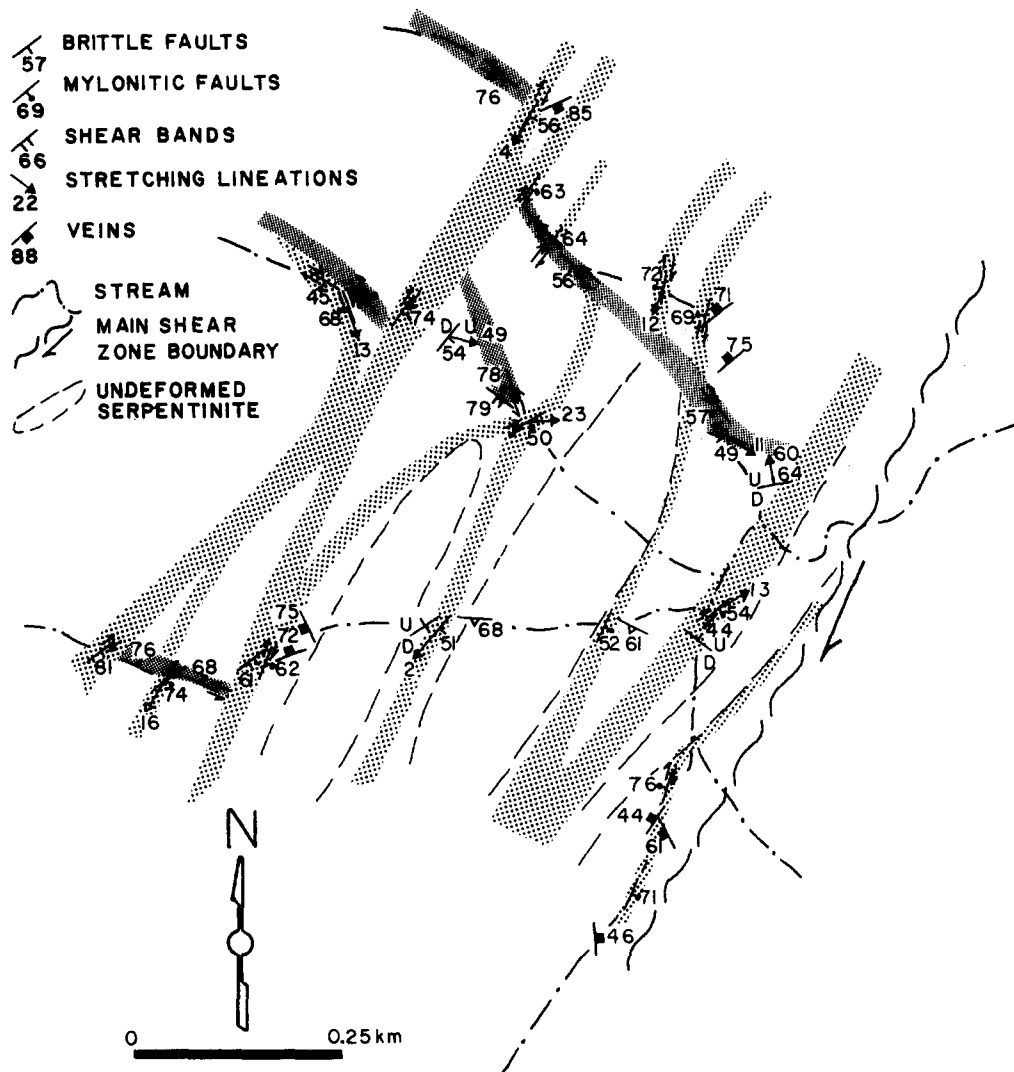 BRITTLE FAULTS
57
MYLONITIC FAULTS
69
SHEAR BANDS
66
STRETCHING LINEATIONS
22
VEINS
88
STREAM
MAIN SHEAR
ZONE BOUNDARY
UNDEFORMED
SERPENTINITE
76
56
85
4
63
64
56
72
12
69
71
75
45
68
13
74
D U
49
54
78
79
23
50
57
49
11
60
64
U
D
13
54
44
U
D
75
72
62
61
76
81
68
74
16
U
D
2
51
68
52
61
76
44
61
71
46
N
0
0.25 km